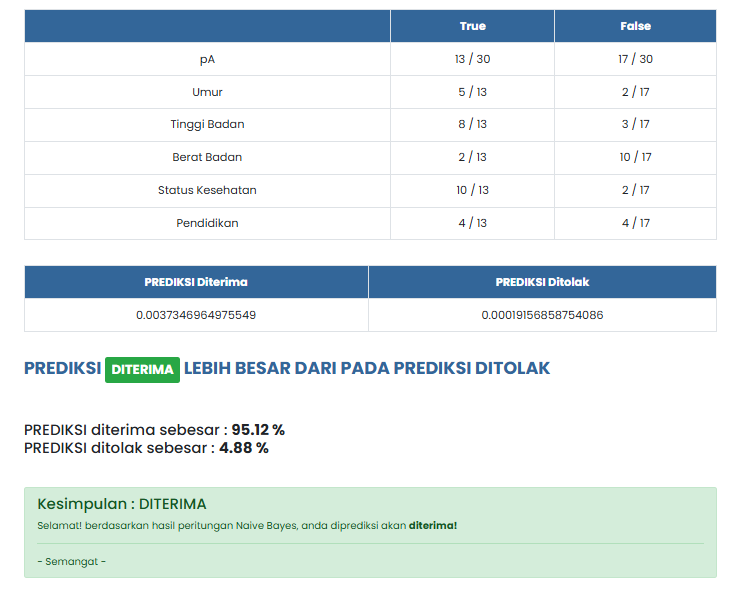 True False
pA 13 / 30 17 / 30
Umur 5 / 13 2 / 17
Tinggi Badan 8 / 13 3 / 17
Berat Badan 2 / 13 10 / 17
Status Kesehatan 10 / 13 2 / 17
Pendidikan 4 / 13 4 / 17
PREDIKSI Diterima PREDIKSI Ditolak
0.0037346964975549 0.00019156858754086
PREDIKSI DITERIMA LEBIH BESAR DARI PADA PREDIKSI DITOLAK
PREDIKSI diterima sebesar : 95.12 %
PREDIKSI ditolak sebesar : 4.88 %
Kesimpulan : DITERIMA
Selamat! berdasarkan hasil peritungan Naive Bayes, anda diprediksi akan diterima!
- Semangat -